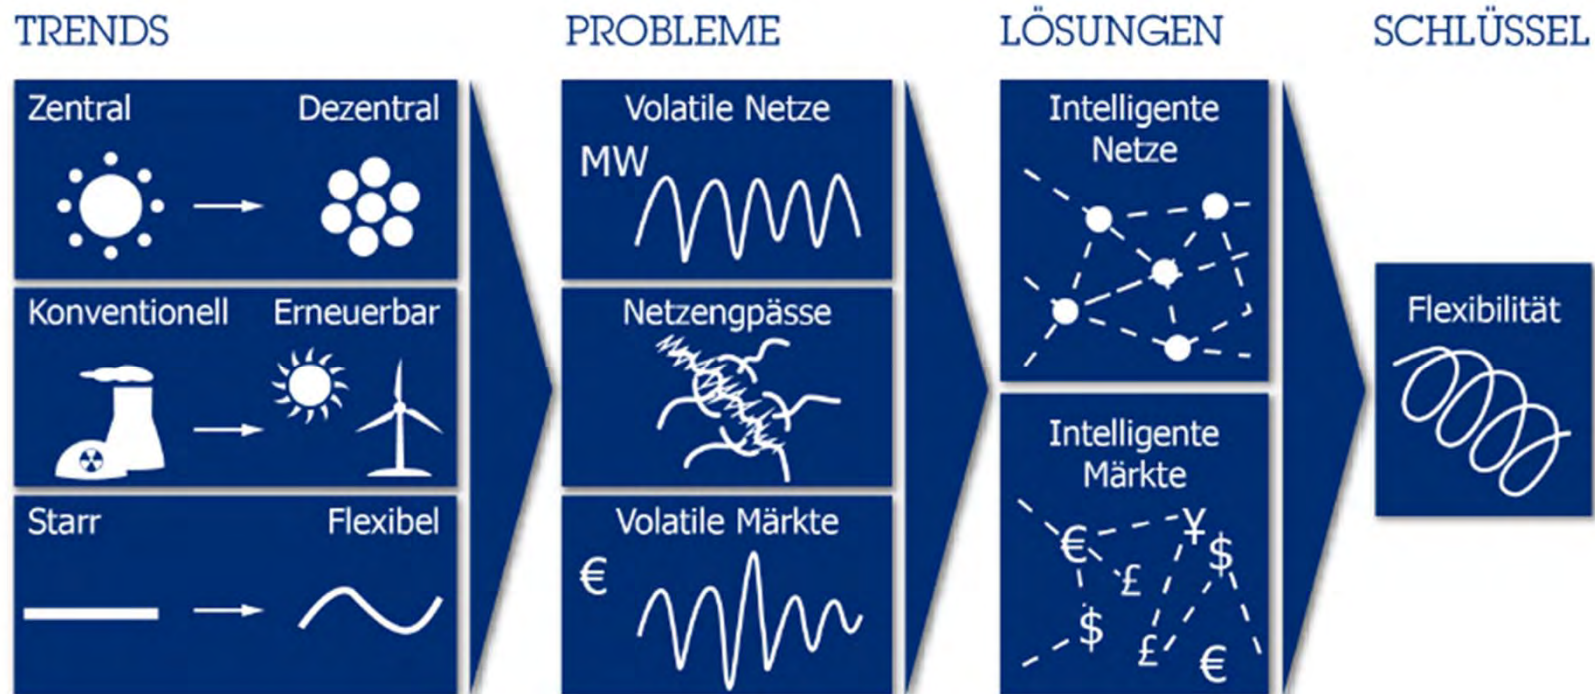 TRENDS
PROBLEME
LÖSUNGEN
SCHLÜSSEL
Zentral
Dezentral
Konventionell
Erneuerbar
Starr
Flexibel
Volatile Netze
MW
Netzengpässe
Volatile Märkte
€
Intelligente
Netze
Intelligente
Märkte
€
¥
$
£
$
£
€
Flexibilität